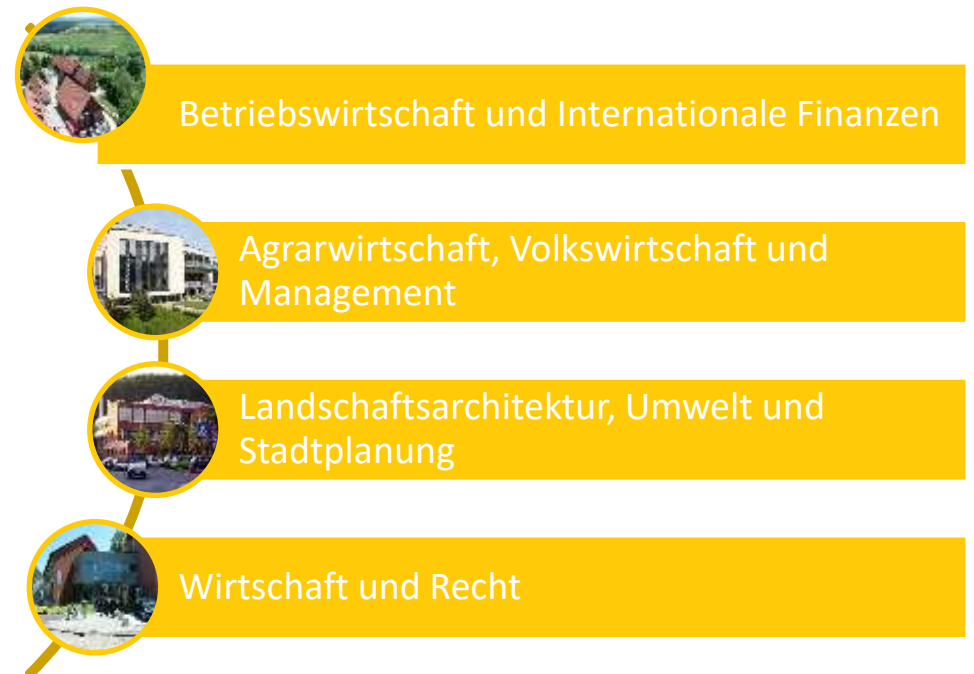 Betriebswirtschaft und Internationale Finanzen
Agrarwirtschaft, Volkswirtschaft und
Management
Landschaftsarchitektur, Umwelt und
Stadtplanung
Wirtschaft und Recht